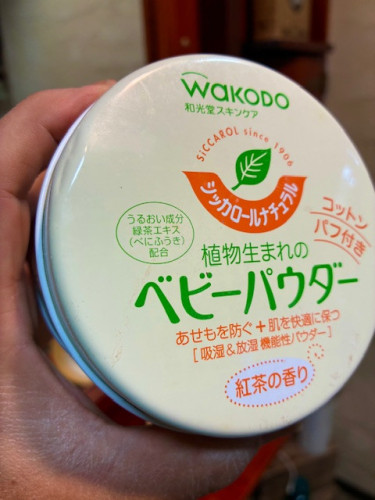 wakodo
和光堂スキンケア
SiCCAROL since 1906
シッカロールナチュラル
コットン
パフ付き
うるおい成分
緑茶エキス
(べにふうき)
配合
植物生まれの
ベビーパウダー
あせもを防ぐ+肌を快適に保つ
[吸湿&放湿 機能性パウダー]
紅茶の香り